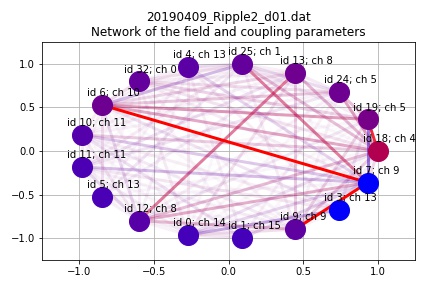 20190409_Ripple2_d01.dat
Network of the field and coupling parameters
id 25; ch 1
id 4; ch 13
id 13; ch 8
id 32; ch 0
id 24; ch 5
id 6; ch 10
id 19; ch 5
id 10; ch 11
id 18; ch 4
id 11; ch 11
id 7; ch 9
id 5; ch 13
id 3; ch 13
id 12; ch 8
id 9; ch 9
id 0; ch 14
id 1; ch 15
1.0
0.5
0.0
−0.5
−1.0
−1.0
−0.5
0.0
0.5
1.0